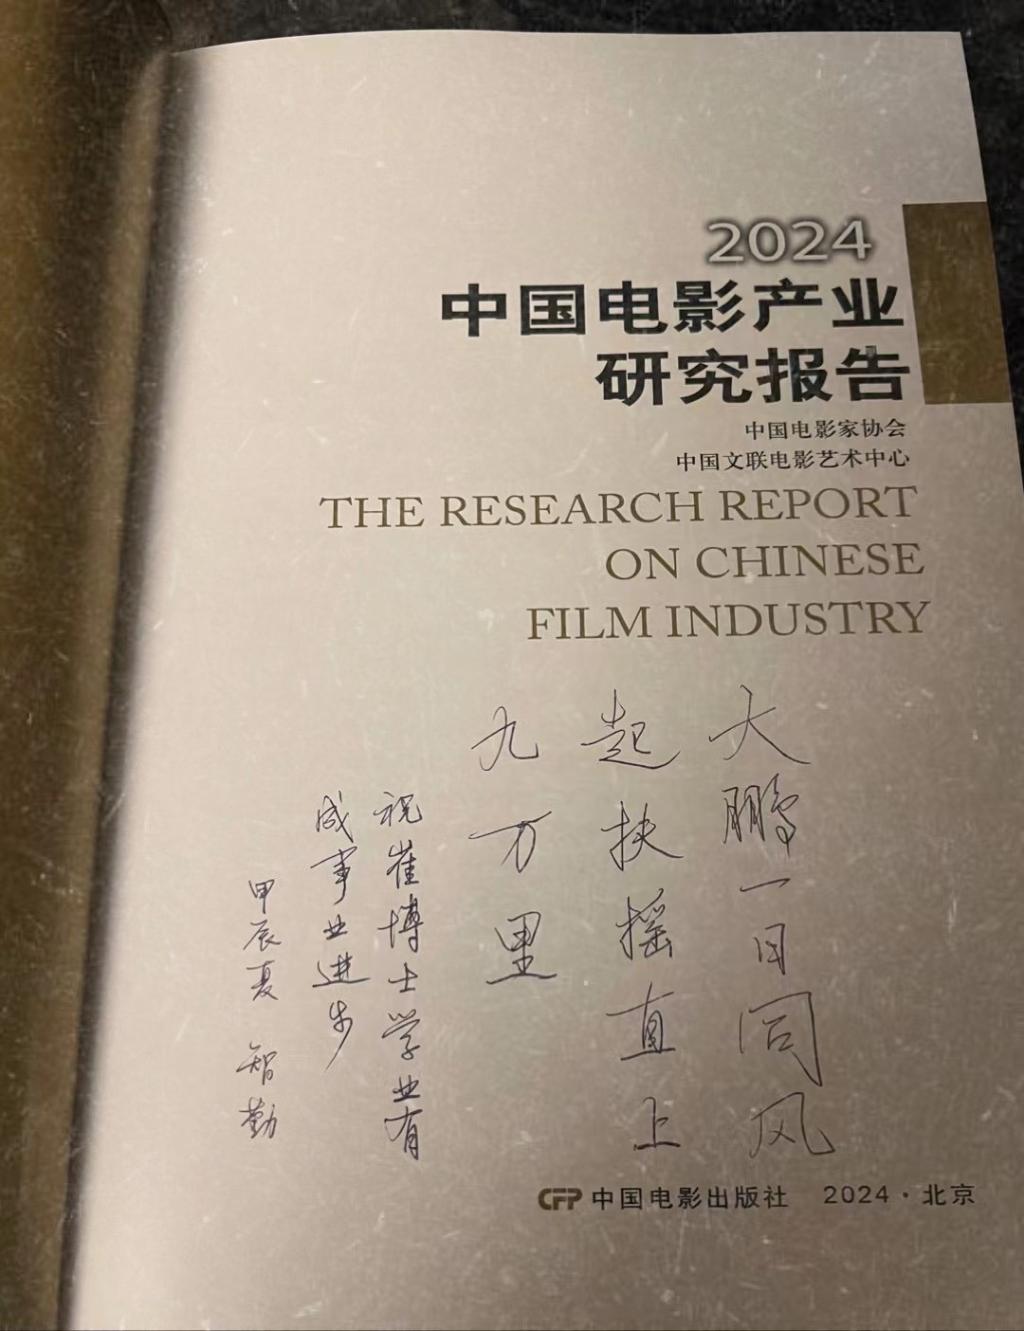 2024
中国电影产业
研究报告
中国电影家协会
中国文联电影艺术中心
THE RESEARCH REPORT
ON CHINESE
FILM INDUSTRY
大鹏一日同风
起扶摇直上
九万里
祝崔博士学业有
成事业进步
甲辰夏 智勤
CFP 中国电影出版社 2024·北京